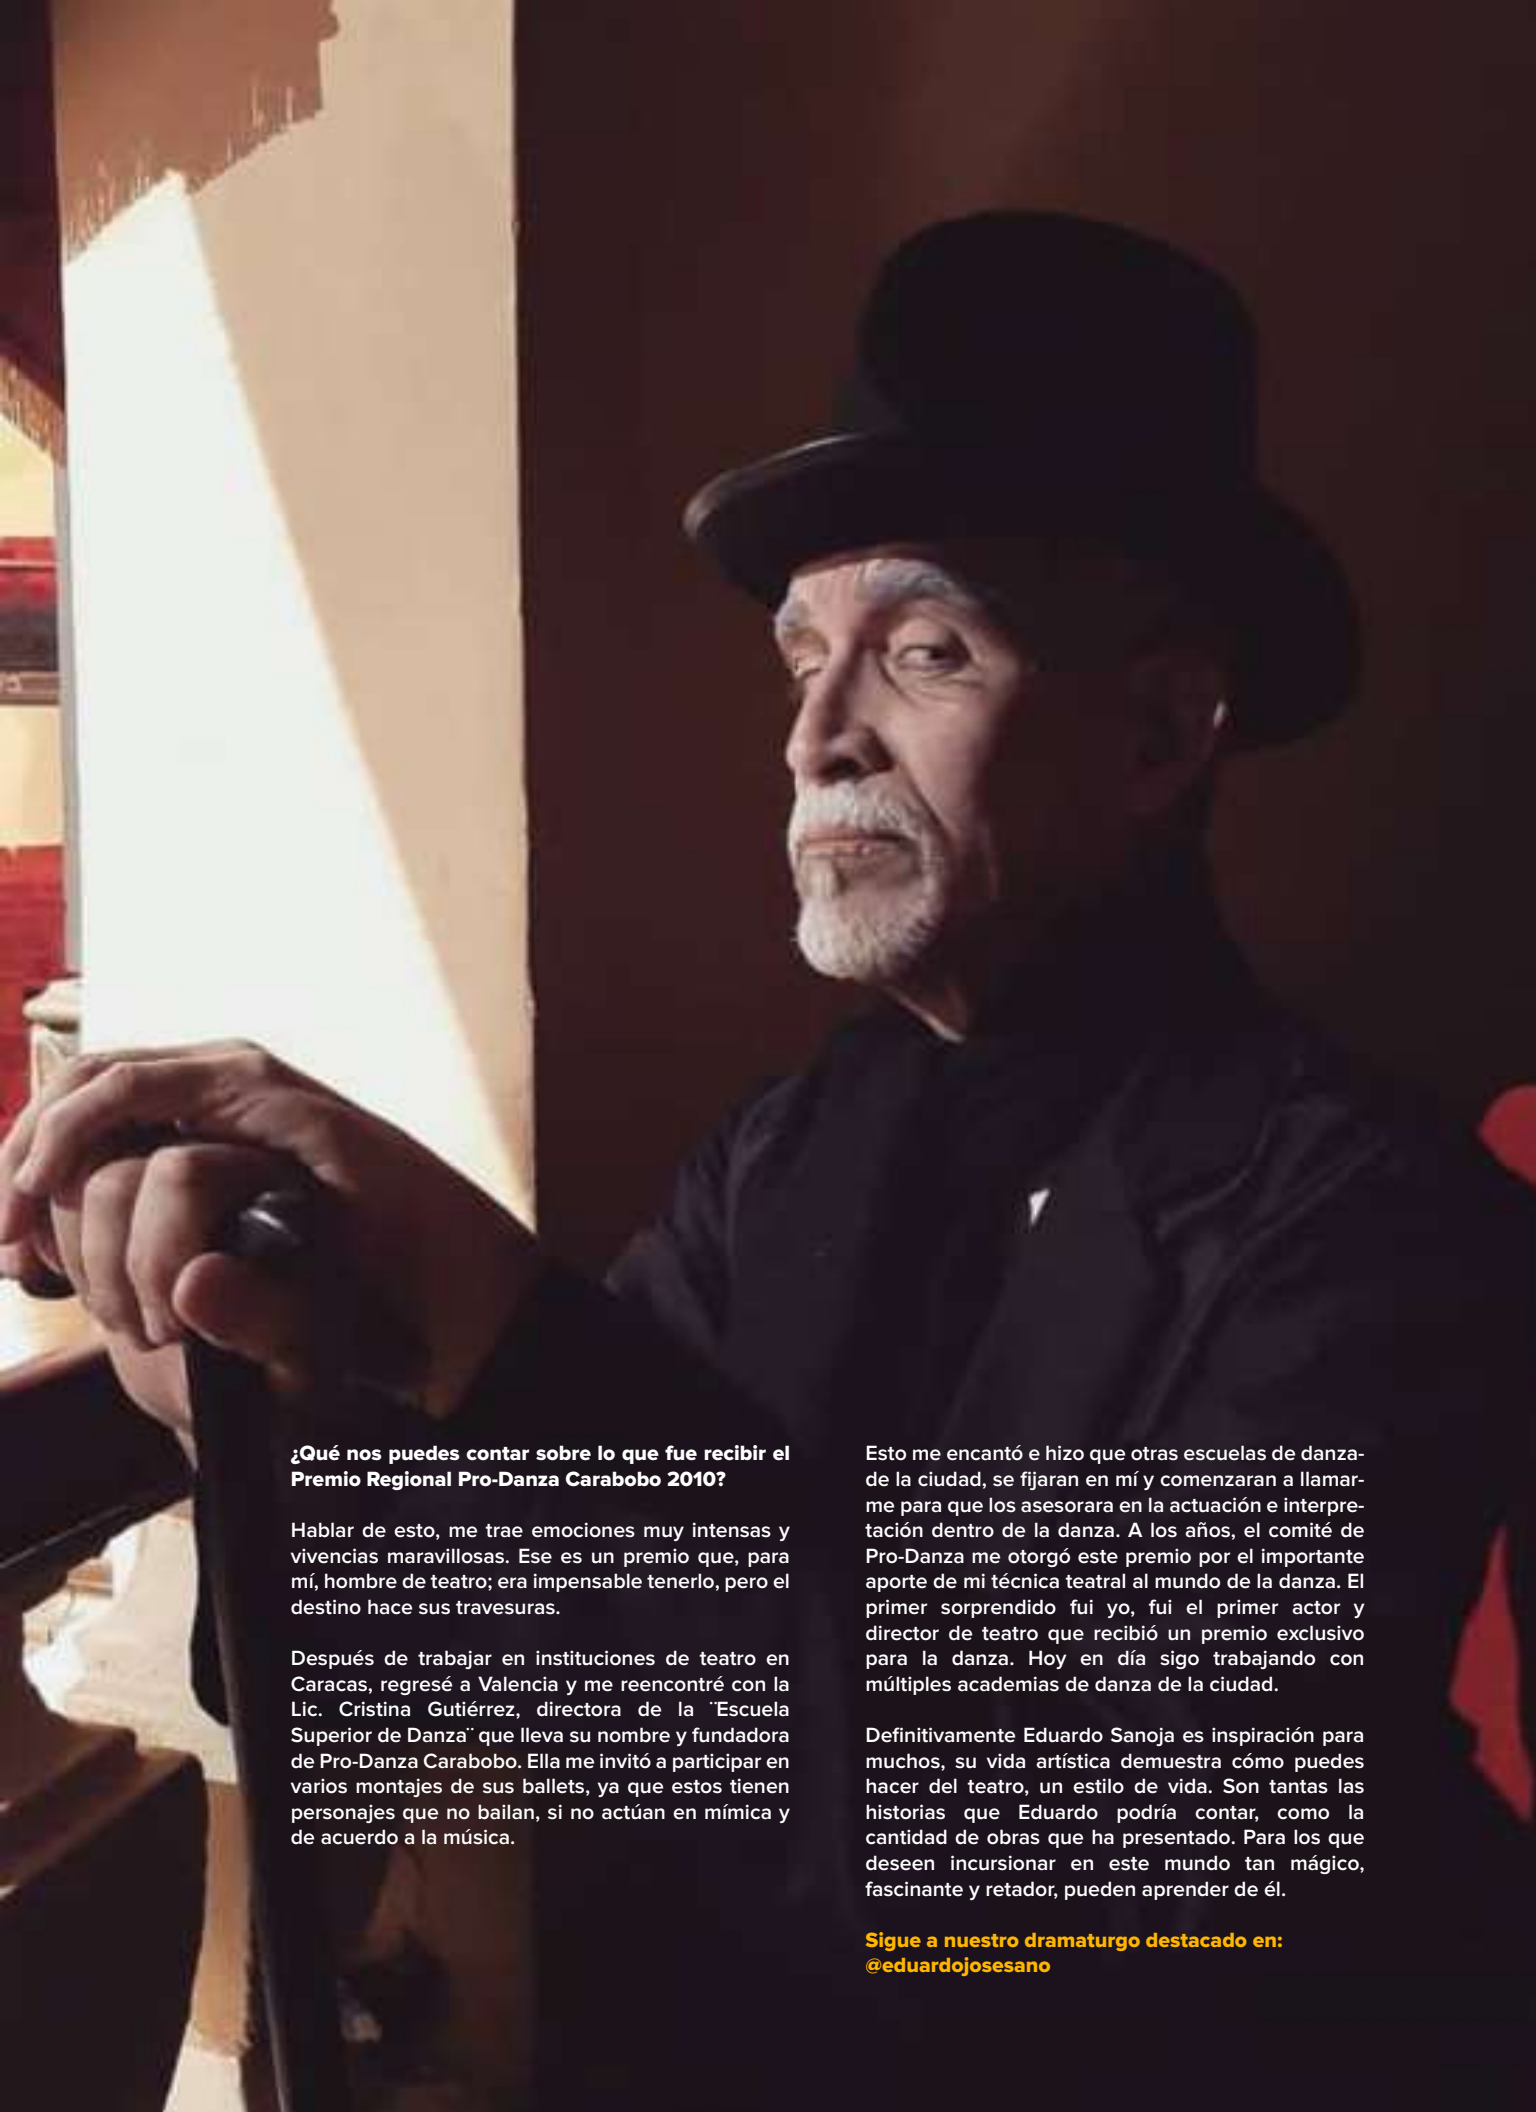 ¿Qué nos puedes contar sobre lo que fue recibir el
Premio Regional Pro-Danza Carabobo 2010?
Hablar de esto, me trae emociones muy intensas y
vivencias maravillosas. Ese es un premio que, para
mí, hombre de teatro; era impensable tenerlo, pero el
destino hace sus travesuras.
Después de trabajar en instituciones de teatro en
Caracas, regresé a Valencia y me reencontré con la
Lic. Cristina Gutiérrez, directora de la ¨Escuela
Superior de Danza¨ que lleva su nombre y fundadora
de Pro-Danza Carabobo. Ella me invitó a participar en
varios montajes de sus ballets, ya que estos tienen
personajes que no bailan, si no actúan en mímica y
de acuerdo a la música.
Esto me encantó e hizo que otras escuelas de danza-
de la ciudad, se fijaran en mí y comenzaran a llamar-
me para que los asesorara en la actuación e interpre-
tación dentro de la danza. A los años, el comité de
Pro-Danza me otorgó este premio por el importante
aporte de mi técnica teatral al mundo de la danza. El
primer sorprendido fui yo, fui el primer actor y
director de teatro que recibió un premio exclusivo
para la danza. Hoy en día sigo trabajando con
múltiples academias de danza de la ciudad.
Definitivamente Eduardo Sanoja es inspiración para
muchos, su vida artística demuestra cómo puedes
hacer del teatro, un estilo de vida. Son tantas las
historias que Eduardo podría contar, como la
cantidad de obras que ha presentado. Para los que
deseen incursionar en este mundo tan mágico,
fascinante y retador, pueden aprender de él.
Sigue a nuestro dramaturgo destacado en:
@eduardojosesano